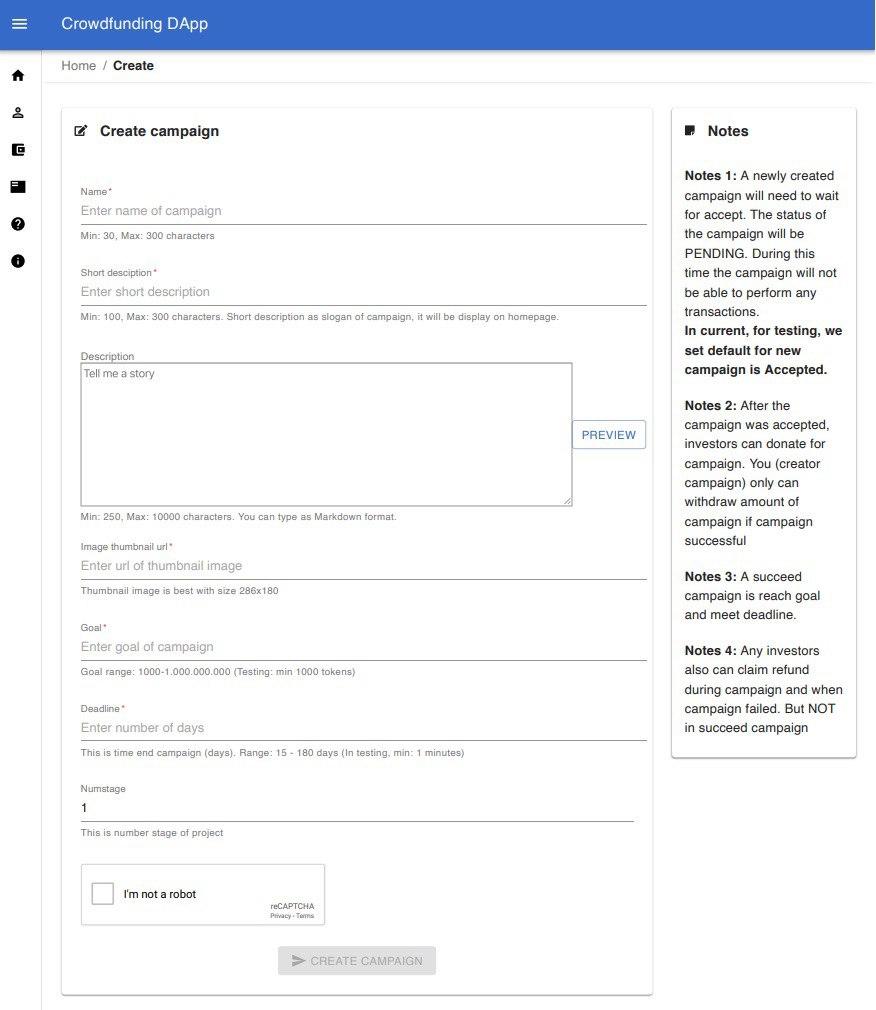 Crowdfunding DApp
Home / Create
Create campaign
Name*
Enter name of campaign
Min: 30, Max: 300 characters
Short desciption*
Enter short description
Min: 100, Max: 300 characters. Short description as slogan of campaign, it will be display on homepage.
Description
Tell me a story
PREVIEW
Min: 250, Max: 10000 characters. You can type as Markdown format.
Image thumbnail url*
Enter url of thumbnail image
Thumbnail image is best with size 286x180
Goal*
Enter goal of campaign
Goal range: 1000-1.000.000.000 (Testing: min 1000 tokens)
Deadline*
Enter number of days
This is time end campaign (days). Range: 15 - 180 days (In testing, min: 1 minutes)
Numstage
1
This is number stage of project
I'm not a robot
reCAPTCHA
Privacy - Terms
CREATE CAMPAIGN
Notes
Notes 1: A newly created
campaign will need to wait
for accept. The status of
the campaign will be
PENDING. During this
time the campaign will not
be able to perform any
transactions.
In current, for testing, we
set default for new
campaign is Accepted.
Notes 2: After the
campaign was accepted,
investors can donate for
campaign. You (creator
campaign) only can
withdraw amount of
campaign if campaign
successful
Notes 3: A succeed
campaign is reach goal
and meet deadline.
Notes 4: Any investors
also can claim refund
during campaign and when
campaign failed. But NOT
in succeed campaign